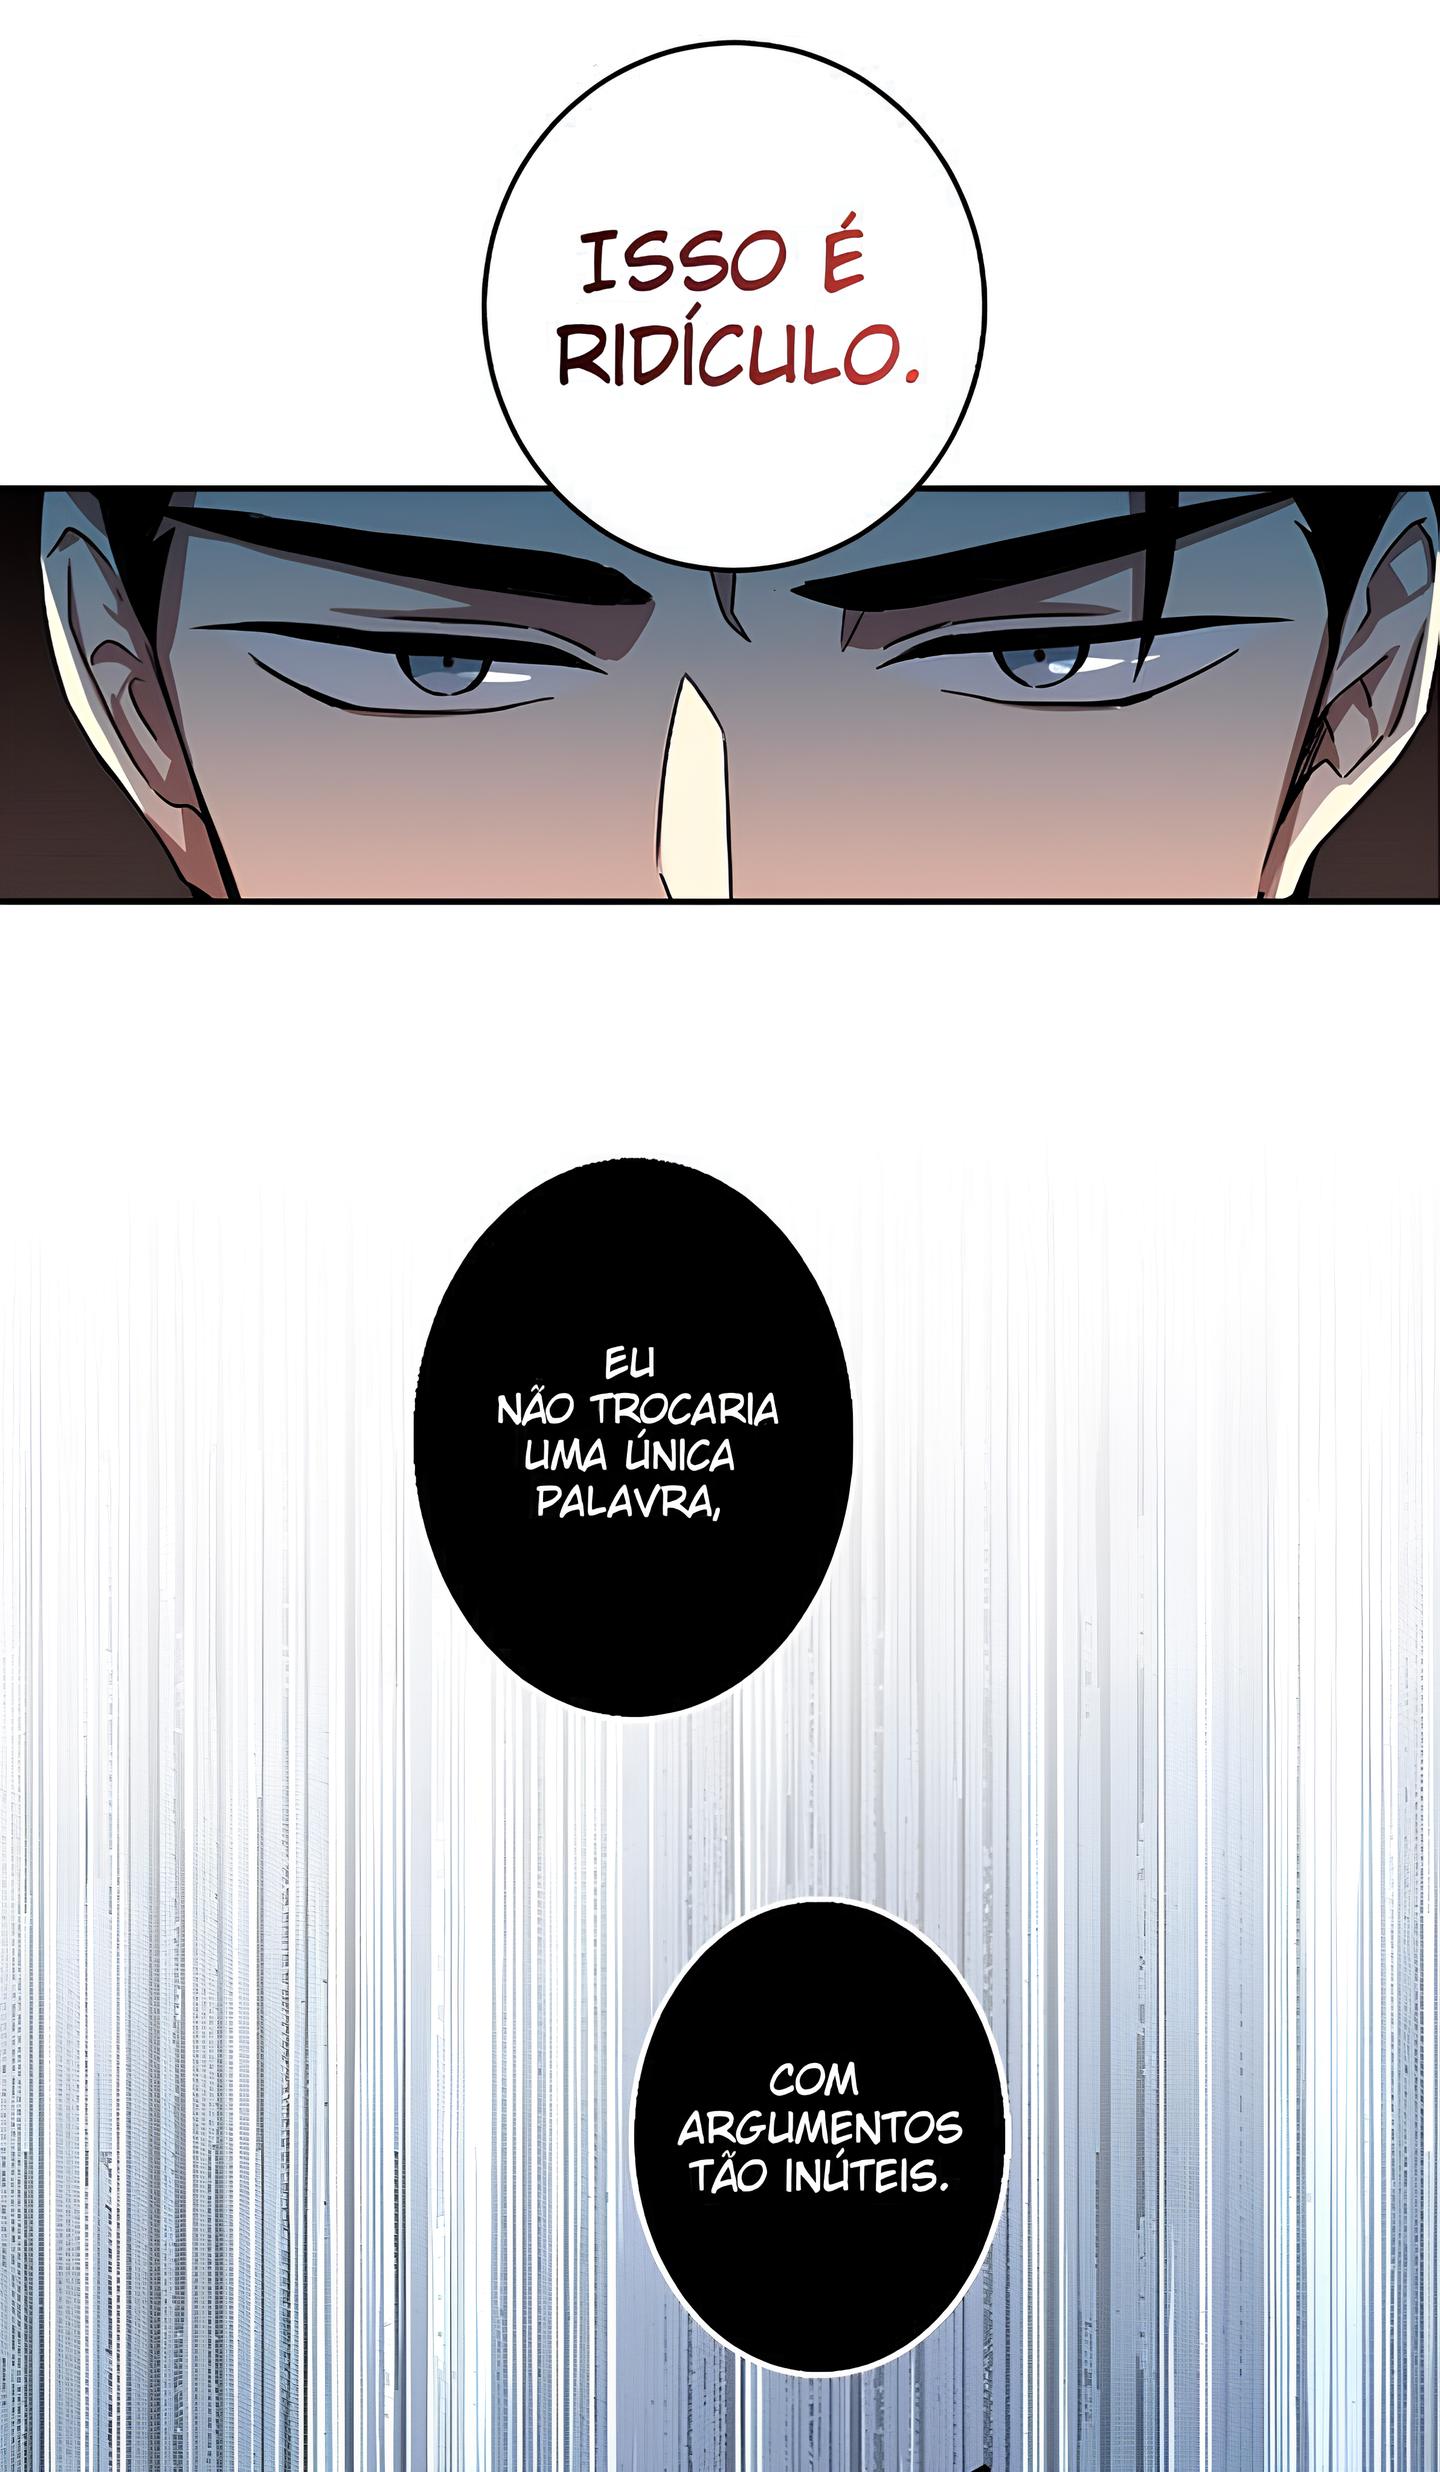 ISSO É
RIDÍCULO.
EU
NÃO TROCARIA
UMA ÚNICA
PALAVRA,
COM
ARGUMENTOS
TÃO INÚTEIS.